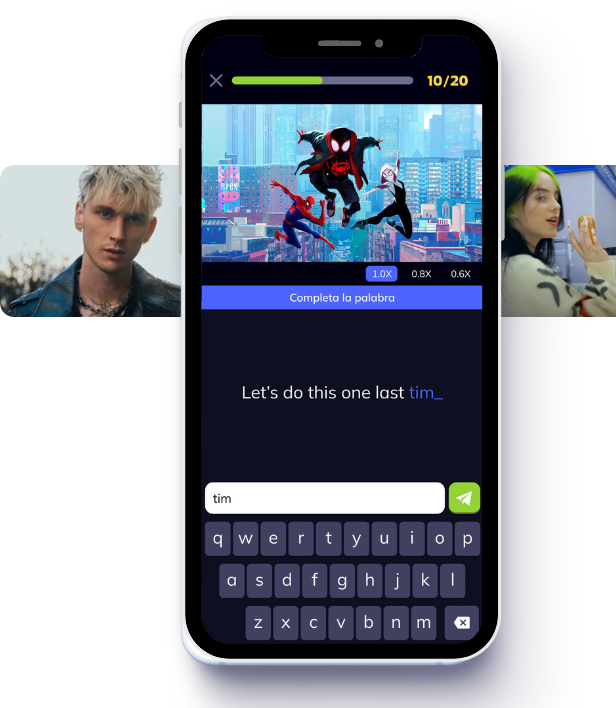 10/20
1.0X 0.8X 0.6X
Completa la palabra
Let's do this one last tim_
tim
q w e r t y u i o p
a s d f g h j k l
z x c v b n m